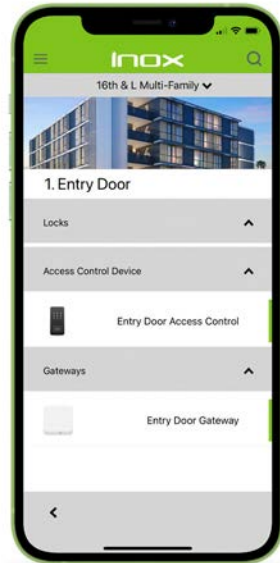 INOX
16th & L Multi-Family
1. Entry Door
Locks
Access Control Device
Entry Door Access Control
Gateways
Entry Door Gateway